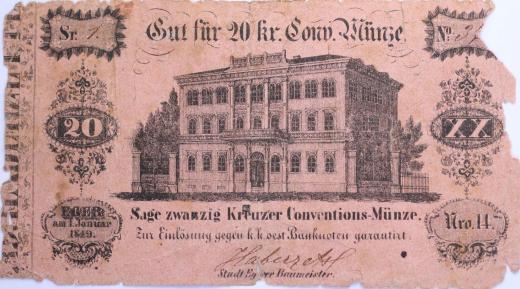 Sr. 1.
Gut für 20 kr. Conv. Münze.
No.
20
XX
Sage zwanzig Kreuzer Conventions-Münze.
EGER
am 1. Januar
1849.
Zur Einlösung gegen k. k. oest Banknoten garantirt
Nro. 14.
Stadt Egerer Baumeister.